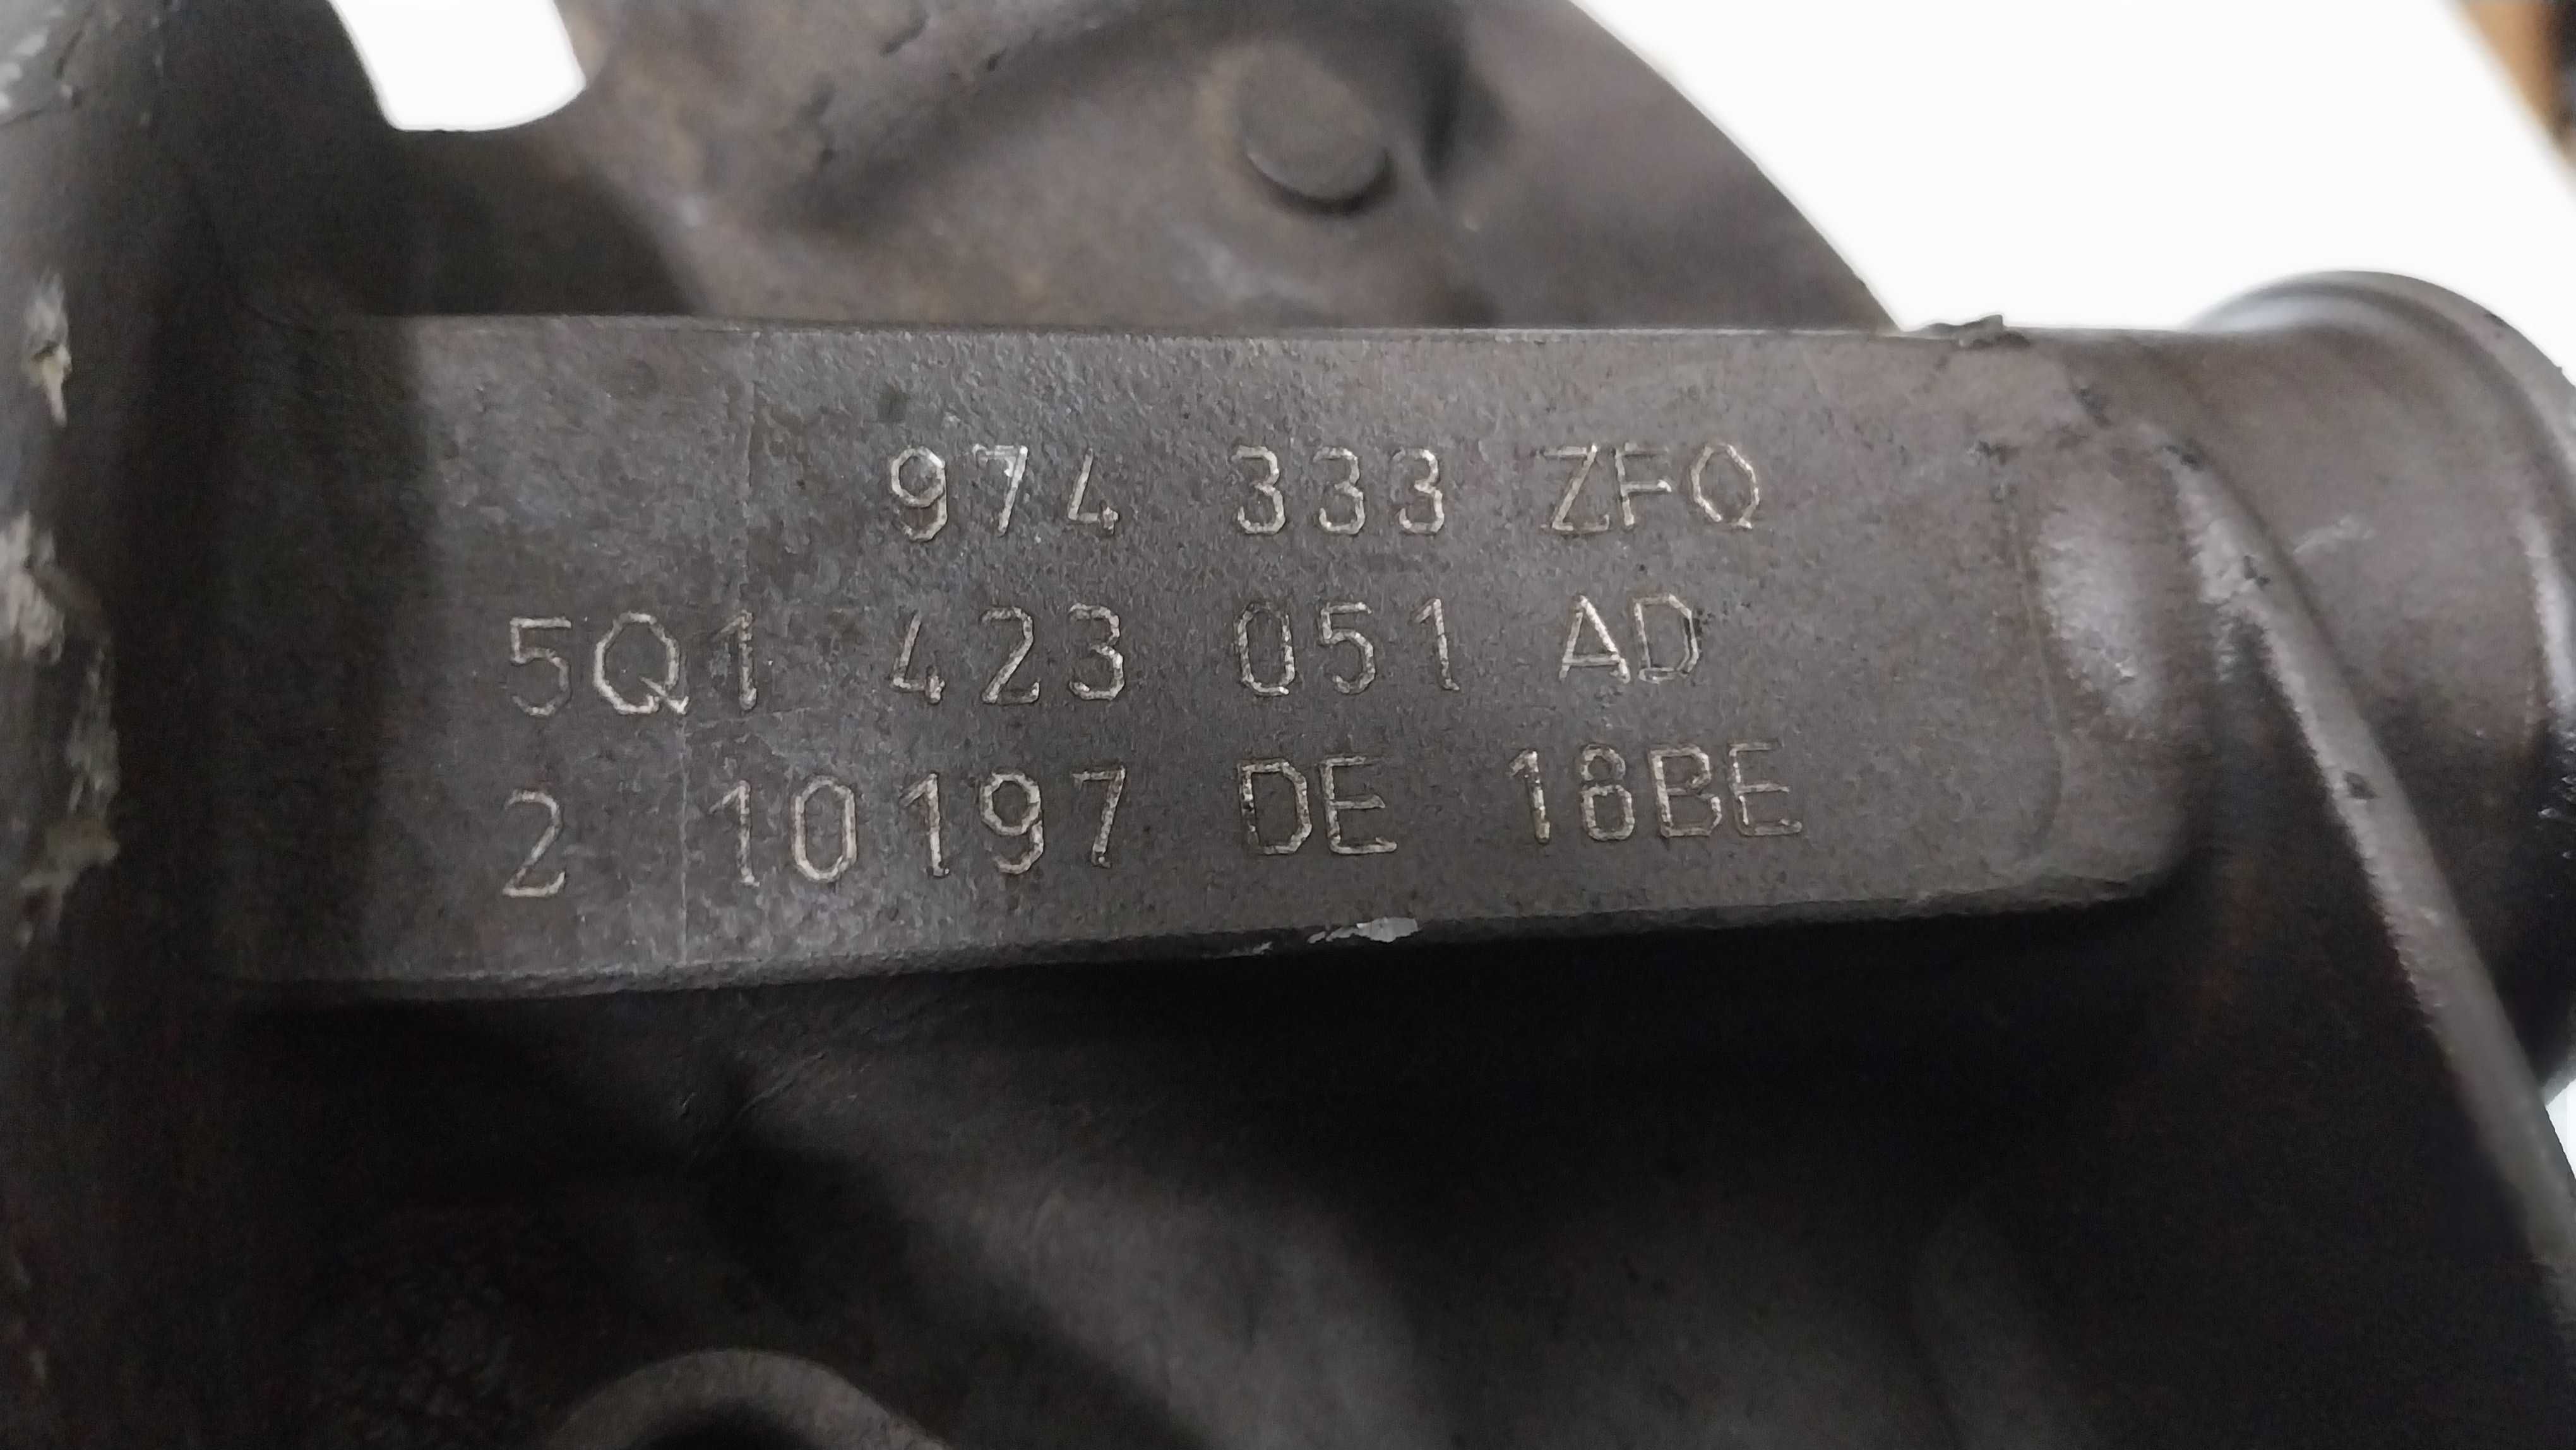 974 333 ZFQ
5Q1 423 051 AD
2 10197 DE 18BE